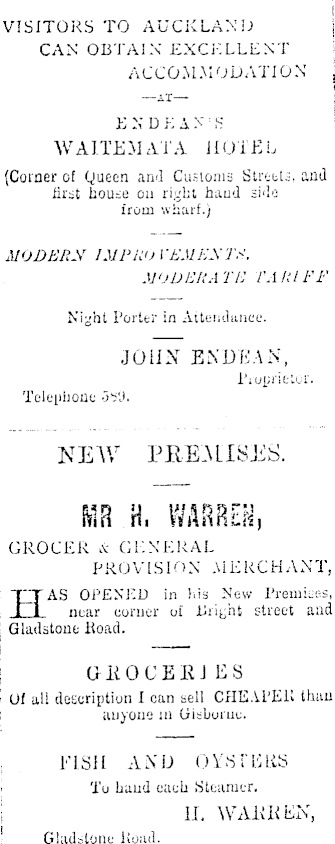 VISITORS TO AUCKLAND
CAN OBTAIN EXCELLENT
ACCOMMODATION
—AT—
ENDEAN'S
WAITEMATA HOTEL
(Corner of Queen and Customs Streets, and
first house on right hand side
from wharf.)
MODERN IMPROVEMENTS.
MODERATE TARIFF
Night Porter in Attendance.
JOHN ENDEAN,
Proprietor.
Telephone 589.
NEW PREMISES.
MR H. WARREN,
GROCER & GENERAL
PROVISION MERCHANT,
HAS OPENED in his New Premises,
near corner of Bright street and
Gladstone Road.
GROCERIES
Of all description I can sell CHEAPER than
anyone in Gisborne.
FISH AND OYSTERS
To hand each Steamer.
H. WARREN,
Gladstone Road.